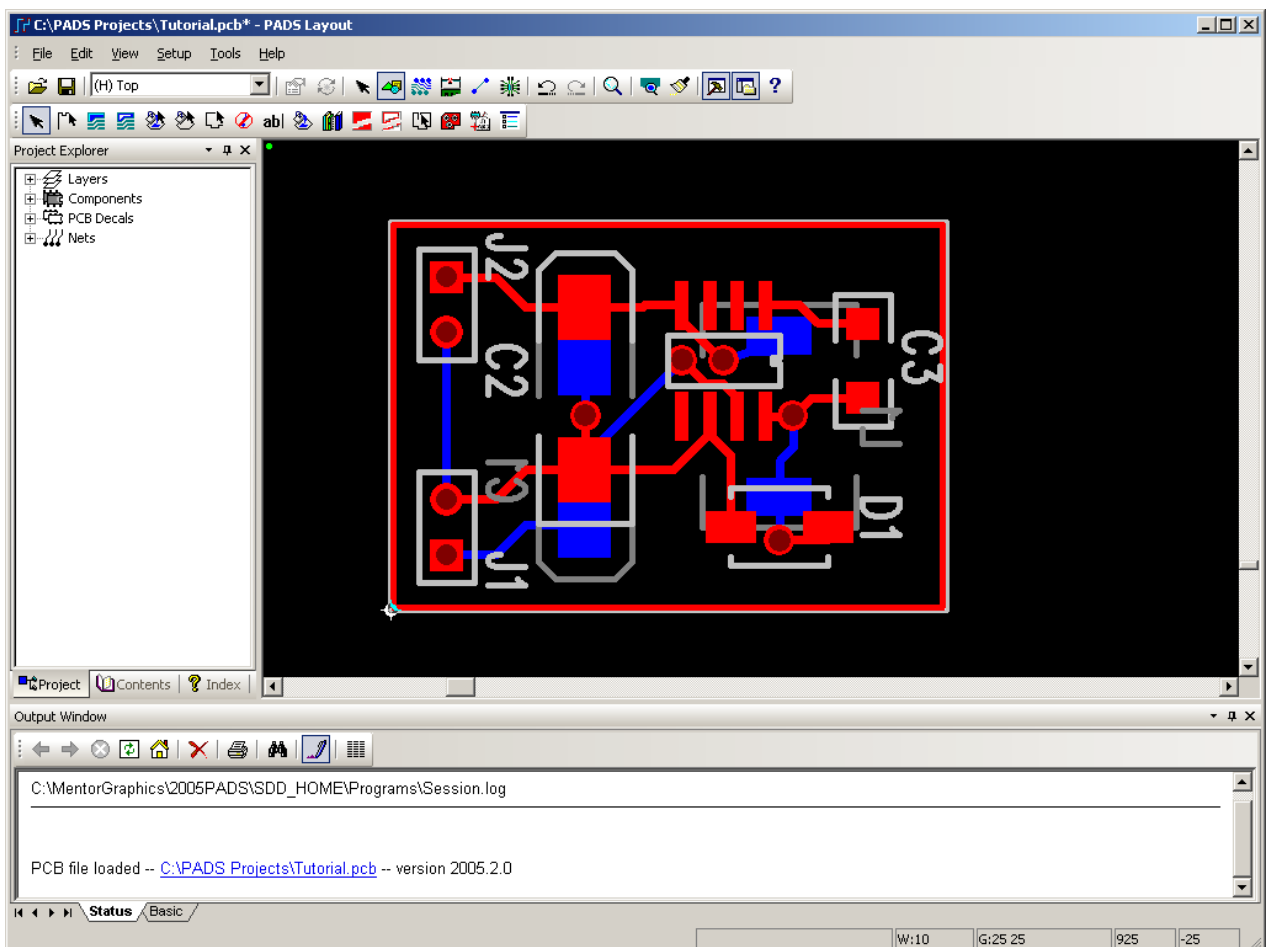 C:\PADS Projects\Tutorial.pcb* - PADS Layout
File Edit View Setup Tools Help
(H) Top
ab|
Project Explorer
Layers
Components
PCB Decals
Nets
J2
C2
C3
J1
D1
Project Contents Index
Output Window
C:\MentorGraphics\2005PADS\SDD_HOME\Programs\Session.log
PCB file loaded -- C:\PADS Projects\Tutorial.pcb -- version 2005.2.0
Status Basic
W:10 G:25 25 925 -25